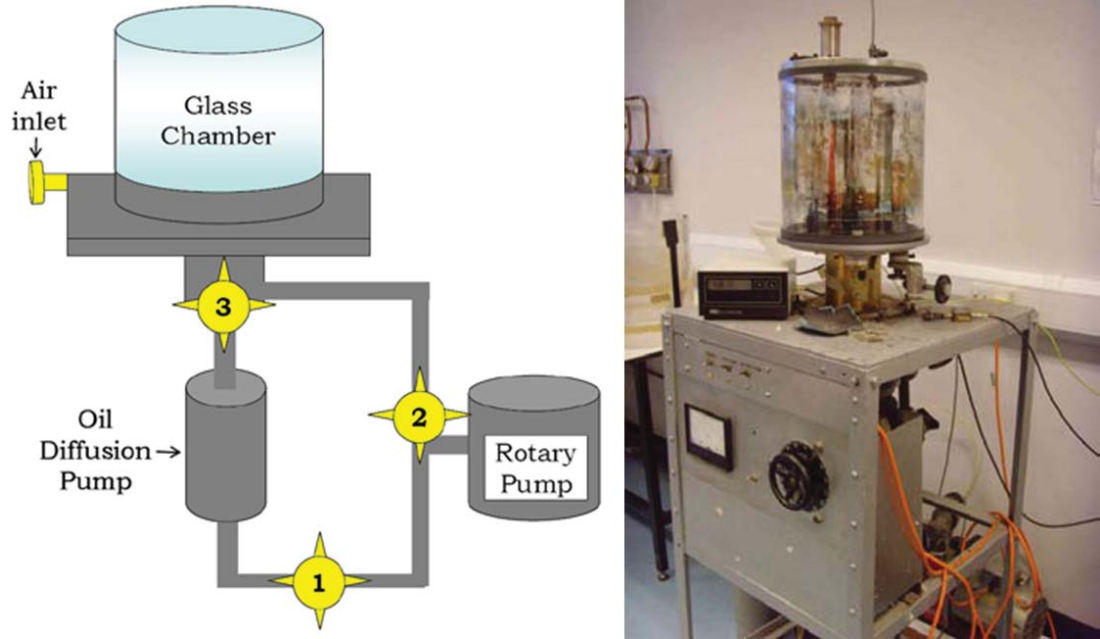 Air
inlet
Glass
Chamber
3
Oil
Diffusion
Pump
2
Rotary
Pump
1